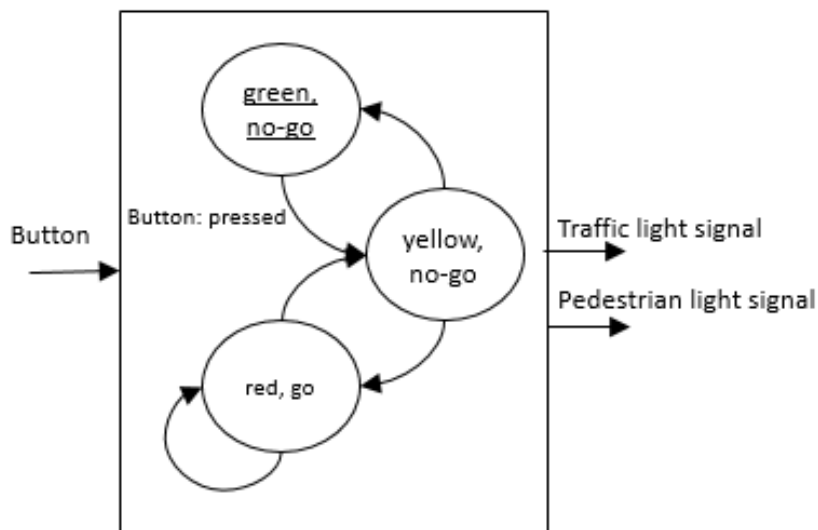 green,
no-go
Button: pressed
Button
yellow,
no-go
Traffic light signal
Pedestrian light signal
red, go